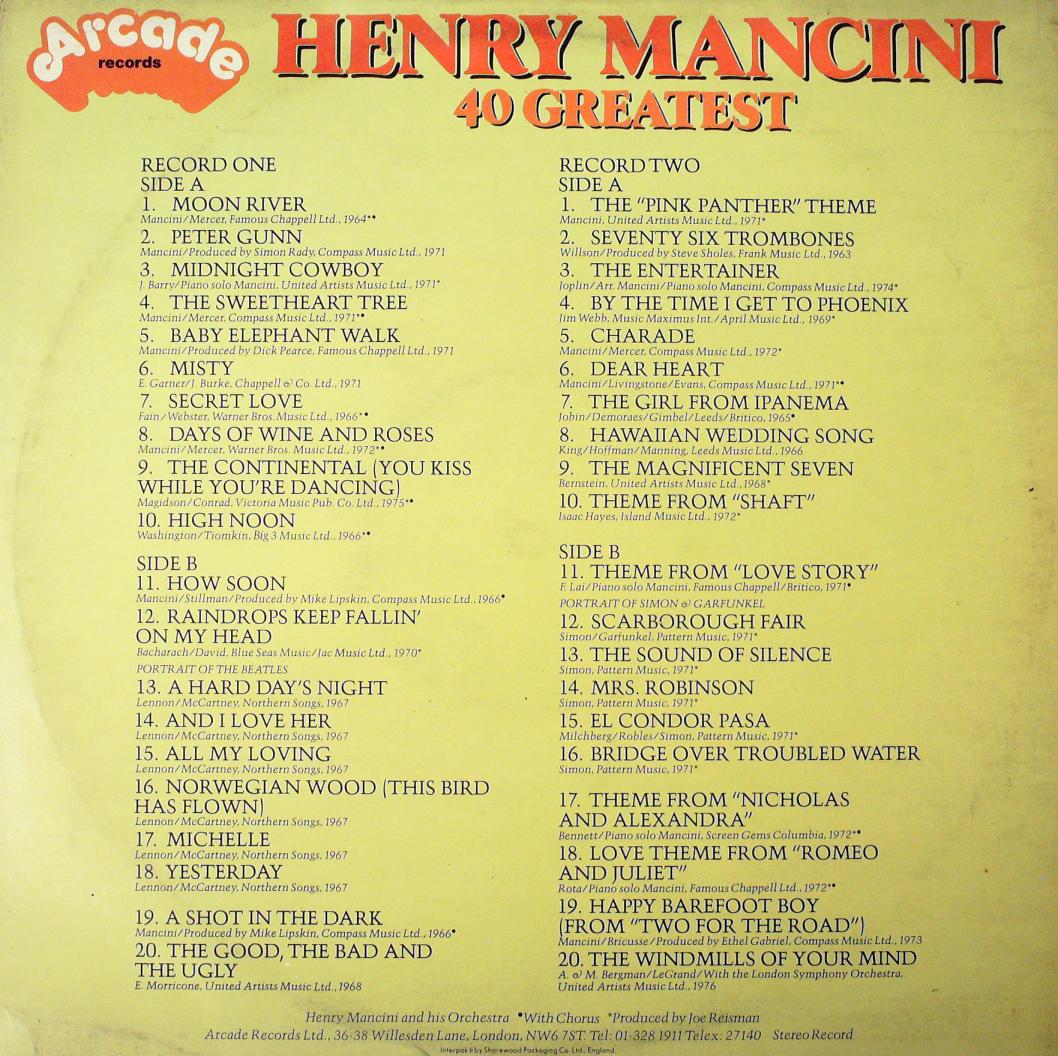 Arcade
records
HENRY MANCINI
40 GREATEST
RECORD ONE
SIDE A
1. MOON RIVER
Mancini/Mercer, Famous Chappell Ltd., 1964*•
2. PETER GUNN
Mancini/Produced by Simon Rady, Compass Music Ltd., 1971
3. MIDNIGHT COWBOY
J. Barry/Piano solo Mancini, United Artists Music Ltd., 1971*
4. THE SWEETHEART TREE
Mancini/Mercer, Compass Music Ltd., 1971*•
5. BABY ELEPHANT WALK
Mancini/Produced by Dick Pearce, Famous Chappell Ltd., 1971
6. MISTY
E. Garner/J. Burke, Chappell & Co. Ltd., 1971
7. SECRET LOVE
Fain/Webster, Warner Bros. Music Ltd., 1966*•
8. DAYS OF WINE AND ROSES
Mancini/Mercer, Warner Bros. Music Ltd., 1972*•
9. THE CONTINENTAL (YOU KISS
WHILE YOU'RE DANCING)
Magidson/Conrad, Victoria Music Pub. Co. Ltd., 1975*•
10. HIGH NOON
Washington/Tiomkin, Big 3 Music Ltd., 1966*•
SIDE B
11. HOW SOON
Mancini/Stillman/Produced by Mike Lipskin, Compass Music Ltd., 1966•
12. RAINDROPS KEEP FALLIN'
ON MY HEAD
Bacharach/David, Blue Seas Music/Jac Music Ltd., 1970*
PORTRAIT OF THE BEATLES
13. A HARD DAY'S NIGHT
Lennon/McCartney, Northern Songs, 1967
14. AND I LOVE HER
Lennon/McCartney, Northern Songs, 1967
15. ALL MY LOVING
Lennon/McCartney, Northern Songs, 1967
16. NORWEGIAN WOOD (THIS BIRD
HAS FLOWN)
Lennon/McCartney, Northern Songs, 1967
17. MICHELLE
Lennon/McCartney, Northern Songs, 1967
18. YESTERDAY
Lennon/McCartney, Northern Songs, 1967
19. A SHOT IN THE DARK
Mancini/Produced by Mike Lipskin, Compass Music Ltd., 1966•
20. THE GOOD, THE BAD AND
THE UGLY
E. Morricone, United Artists Music Ltd., 1968
RECORD TWO
SIDE A
1. THE "PINK PANTHER" THEME
Mancini, United Artists Music Ltd., 1971*
2. SEVENTY SIX TROMBONES
Willson/Produced by Steve Sholes, Frank Music Ltd., 1963
3. THE ENTERTAINER
Joplin/Arr. Mancini/Piano solo Mancini, Compass Music Ltd., 1974*
4. BY THE TIME I GET TO PHOENIX
Jim Webb, Music Maximus Int./April Music Ltd., 1969*
5. CHARADE
Mancini/Mercer, Compass Music Ltd., 1972*
6. DEAR HEART
Mancini/Livingstone/Evans, Compass Music Ltd., 1971*•
7. THE GIRL FROM IPANEMA
Jobin/Demoraes/Gimbel/Leeds/Britico, 1965•
8. HAWAIIAN WEDDING SONG
King/Hoffman/Manning, Leeds Music Ltd., 1966
9. THE MAGNIFICENT SEVEN
Bernstein, United Artists Music Ltd., 1968*
10. THEME FROM "SHAFT"
Isaac Hayes, Island Music Ltd., 1972*
SIDE B
11. THEME FROM "LOVE STORY"
F. Lai/Piano solo Mancini, Famous Chappell/Britico, 1971•
PORTRAIT OF SIMON & GARFUNKEL
12. SCARBOROUGH FAIR
Simon/Garfunkel, Pattern Music, 1971*
13. THE SOUND OF SILENCE
Simon, Pattern Music, 1971*
14. MRS. ROBINSON
Simon, Pattern Music, 1971*
15. EL CONDOR PASA
Milchberg/Robles/Simon, Pattern Music, 1971*
16. BRIDGE OVER TROUBLED WATER
Simon, Pattern Music, 1971*
17. THEME FROM "NICHOLAS
AND ALEXANDRA"
Bennett/Piano solo Mancini, Screen Gems Columbia, 1972*•
18. LOVE THEME FROM "ROMEO
AND JULIET"
Rota/Piano solo Mancini, Famous Chappell Ltd., 1972*•
19. HAPPY BAREFOOT BOY
(FROM "TWO FOR THE ROAD")
Mancini/Bricusse/Produced by Ethel Gabriel, Compass Music Ltd., 1973
20. THE WINDMILLS OF YOUR MIND
A. & M. Bergman/LeGrand/With the London Symphony Orchestra,
United Artists Music Ltd., 1976
Henry Mancini and his Orchestra •With Chorus *Produced by Joe Reisman
Arcade Records Ltd., 36-38 Willesden Lane, London, NW6 7ST. Tel: 01-328 1911 Telex: 27140 Stereo Record
Interpak II by Shorewood Packaging Co. Ltd., England.